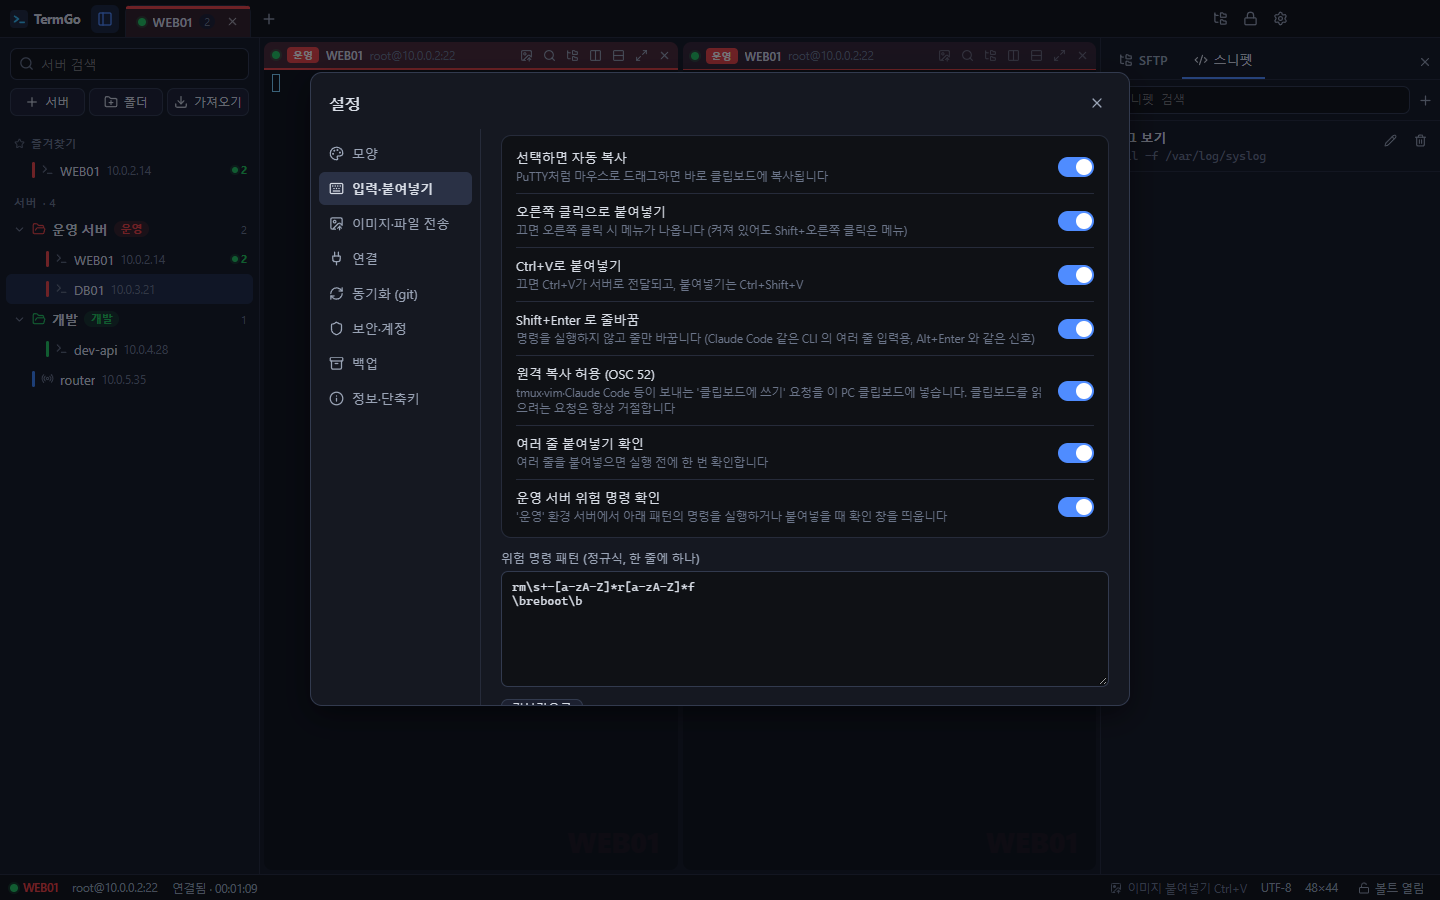 TermGo
WEB01 2
서버 검색
서버
폴더
가져오기
즐겨찾기
WEB01 10.0.2.14 2
서버 · 4
운영 서버 운영 2
WEB01 10.0.2.14 2
DB01 10.0.3.21
개발 개발 1
dev-api 10.0.4.28
router 10.0.5.35
운영 WEB01 root@10.0.0.2:22
운영 WEB01 root@10.0.0.2:22
SFTP
스니펫
니펫 검색
보기
-f /var/log/syslog
설정
모양
입력·붙여넣기
이미지·파일 전송
연결
동기화 (git)
보안·계정
백업
정보·단축키
선택하면 자동 복사
PuTTY처럼 마우스로 드래그하면 바로 클립보드에 복사됩니다
오른쪽 클릭으로 붙여넣기
끄면 오른쪽 클릭 시 메뉴가 나옵니다 (켜져 있어도 Shift+오른쪽 클릭은 메뉴)
Ctrl+V로 붙여넣기
끄면 Ctrl+V가 서버로 전달되고, 붙여넣기는 Ctrl+Shift+V
Shift+Enter 로 줄바꿈
명령을 실행하지 않고 줄만 바꿉니다 (Claude Code 같은 CLI 의 여러 줄 입력용, Alt+Enter 와 같은 신호)
원격 복사 허용 (OSC 52)
tmux·vim·Claude Code 등이 보내는 '클립보드에 쓰기' 요청을 이 PC 클립보드에 넣습니다. 클립보드를 읽
으려는 요청은 항상 거절합니다
여러 줄 붙여넣기 확인
여러 줄을 붙여넣으면 실행 전에 한 번 확인합니다
운영 서버 위험 명령 확인
'운영' 환경 서버에서 아래 패턴의 명령을 실행하거나 붙여넣을 때 확인 창을 띄웁니다
위험 명령 패턴 (정규식, 한 줄에 하나)
rm\s+-[a-zA-Z]*r[a-zA-Z]*f
\breboot\b
WEB01
WEB01
WEB01 root@10.0.0.2:22 연결됨 · 00:01:09
이미지 붙여넣기 Ctrl+V UTF-8 48×44 볼트 열림